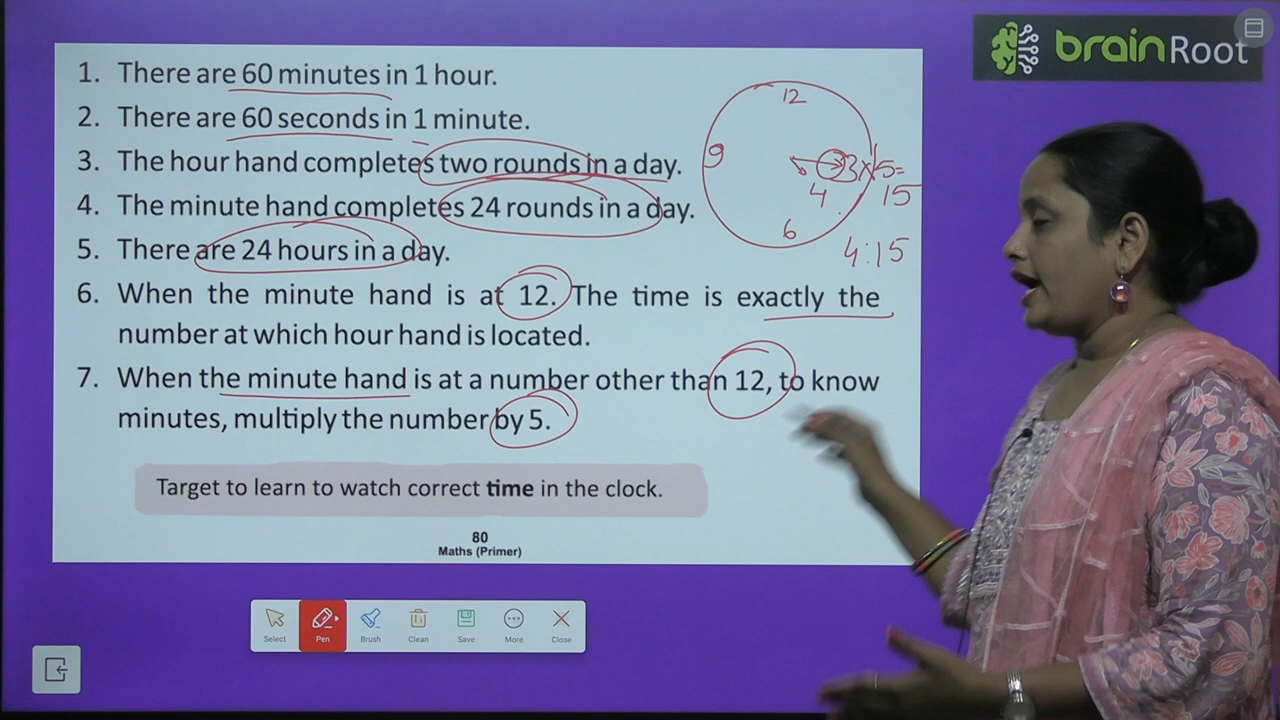 brainRoot
1. There are 60 minutes in 1 hour.
2. There are 60 seconds in 1 minute.
3. The hour hand completes two rounds in a day.
4. The minute hand completes 24 rounds in a day.
5. There are 24 hours in a day.
6. When the minute hand is at 12. The time is exactly the
number at which hour hand is located.
7. When the minute hand is at a number other than 12, to know
minutes, multiply the number by 5.
Target to learn to watch correct time in the clock.
80
Maths (Primer)
12
9
3×5=
15
4
6
4:15
Select
Pen
Brush
Clean
Save
More
Close